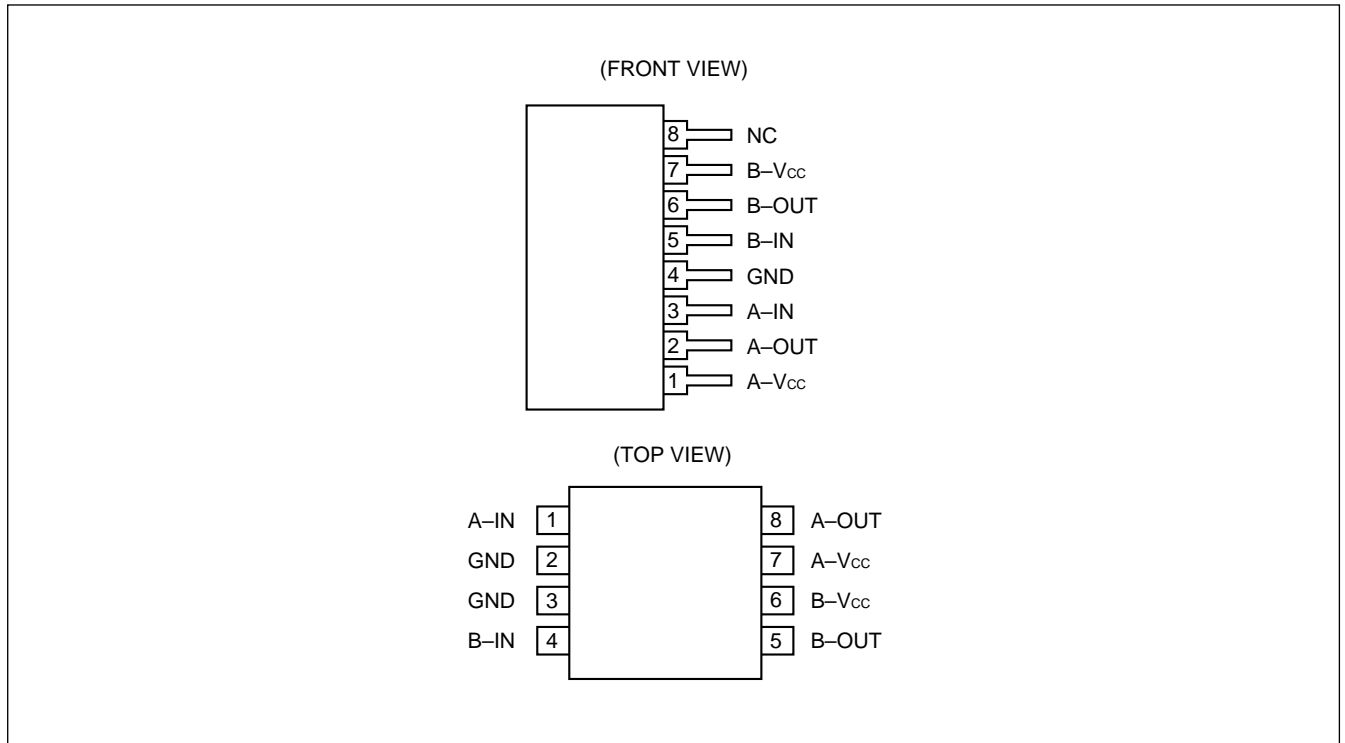 (FRONT VIEW)
8 NC
7 B–Vcc
6 B–OUT
5 B–IN
4 GND
3 A–IN
2 A–OUT
1 A–Vcc
(TOP VIEW)
A–IN 1 8 A–OUT
GND 2 7 A–Vcc
GND 3 6 B–Vcc
B–IN 4 5 B–OUT